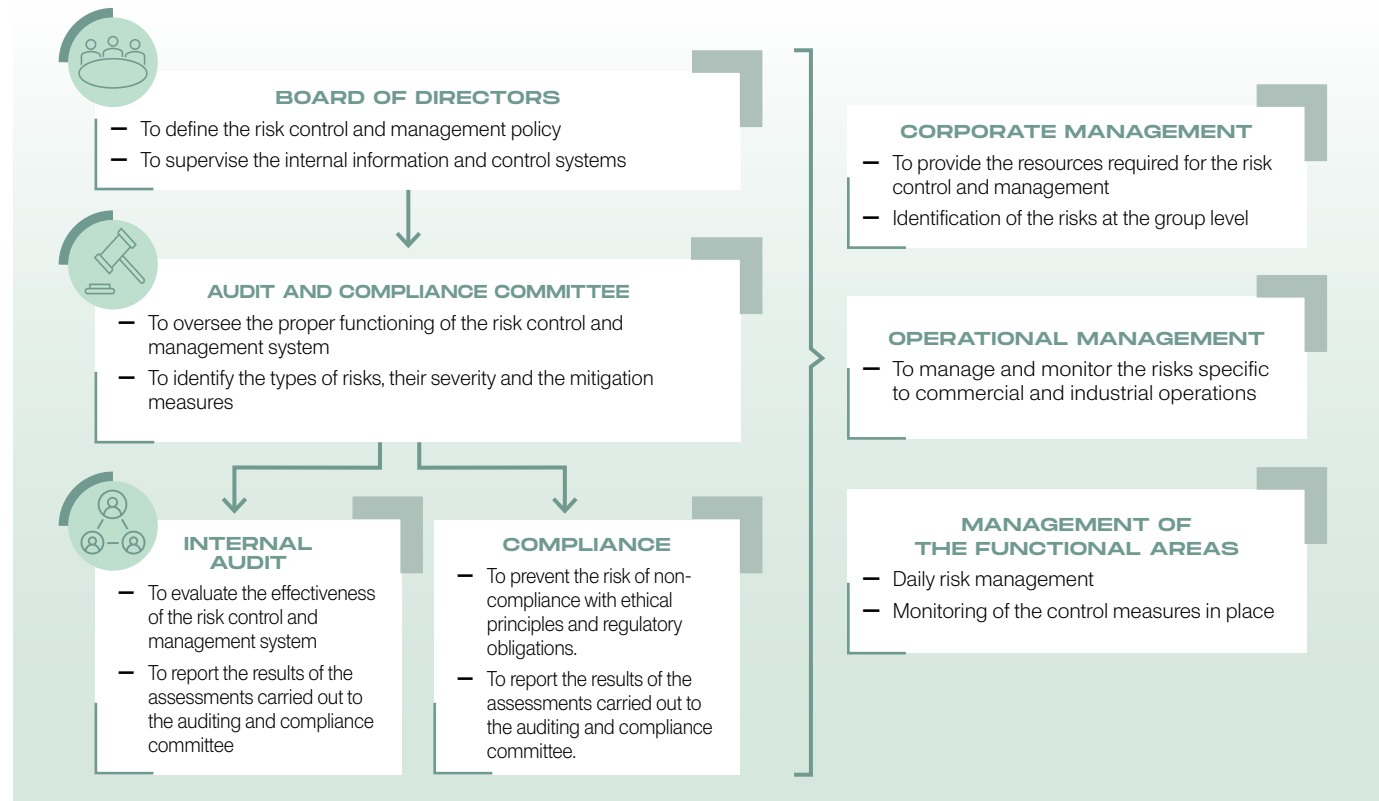 BOARD OF DIRECTORS
— To define the risk control and management policy
— To supervise the internal information and control systems
AUDIT AND COMPLIANCE COMMITTEE
— To oversee the proper functioning of the risk control and
management system
— To identify the types of risks, their severity and the mitigation
measures
INTERNAL
AUDIT
— To evaluate the effectiveness
of the risk control and
management system
— To report the results of the
assessments carried out to
the auditing and compliance
committee
COMPLIANCE
— To prevent the risk of non-
compliance with ethical
principles and regulatory
obligations.
— To report the results of the
assessments carried out to
the auditing and compliance
committee.
CORPORATE MANAGEMENT
— To provide the resources required for the risk
control and management
— Identification of the risks at the group level
OPERATIONAL MANAGEMENT
— To manage and monitor the risks specific
to commercial and industrial operations
MANAGEMENT OF
THE FUNCTIONAL AREAS
— Daily risk management
— Monitoring of the control measures in place